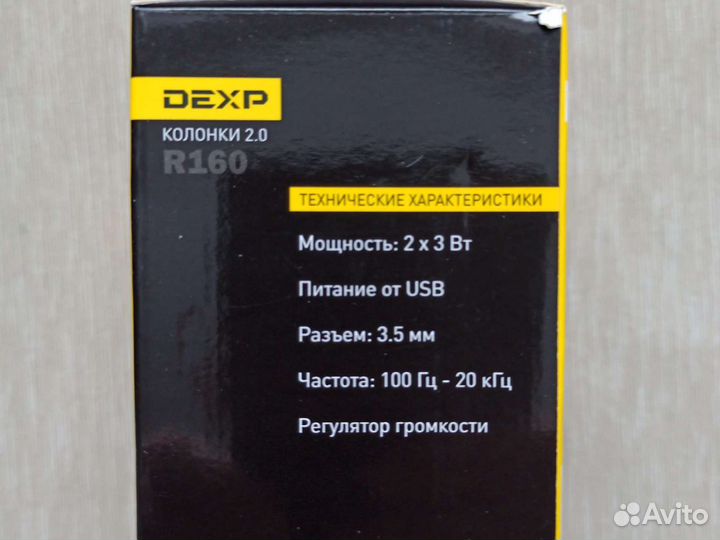 DEXP
КОЛОНКИ 2.0
R160
ТЕХНИЧЕСКИЕ ХАРАКТЕРИСТИКИ
Мощность: 2 x 3 Вт
Питание от USB
Разъем: 3.5 мм
Частота: 100 Гц - 20 кГц
Регулятор громкости
Avito